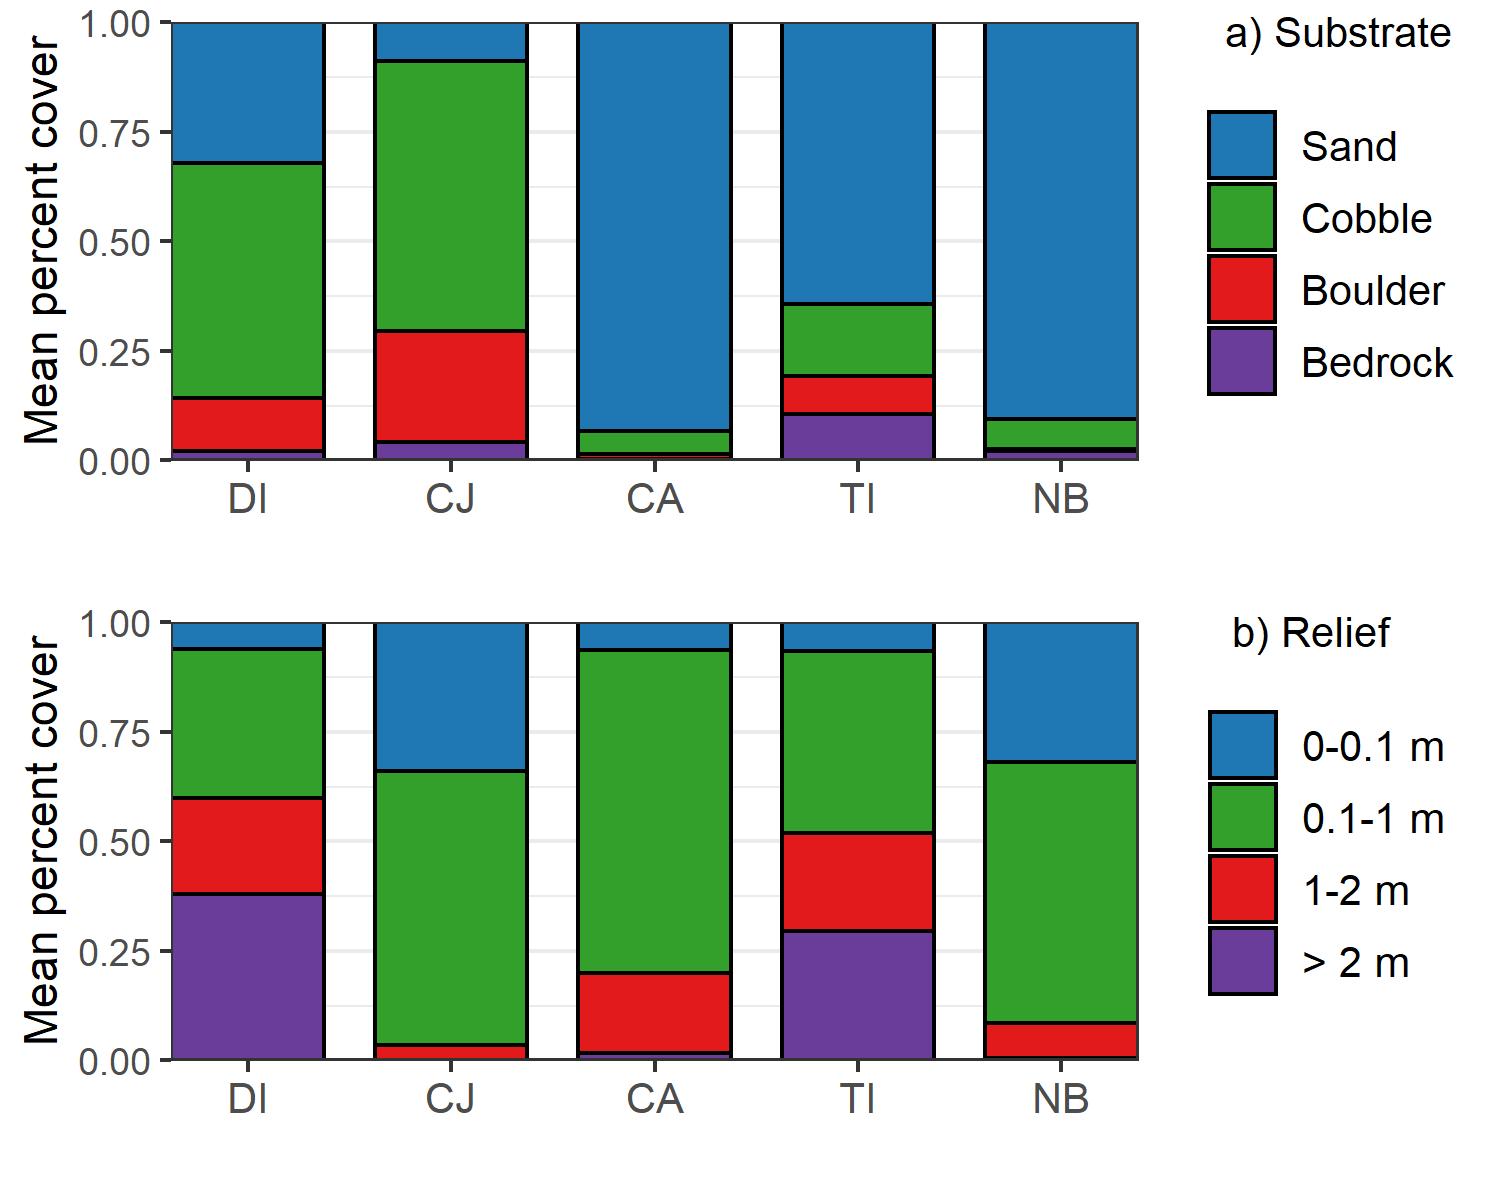 a) Substrate
Mean percent cover
1.00
0.75
0.50
0.25
0.00
DI CJ CA TI NB
Sand
Cobble
Boulder
Bedrock
b) Relief
Mean percent cover
1.00
0.75
0.50
0.25
0.00
DI CJ CA TI NB
0-0.1 m
0.1-1 m
1-2 m
> 2 m